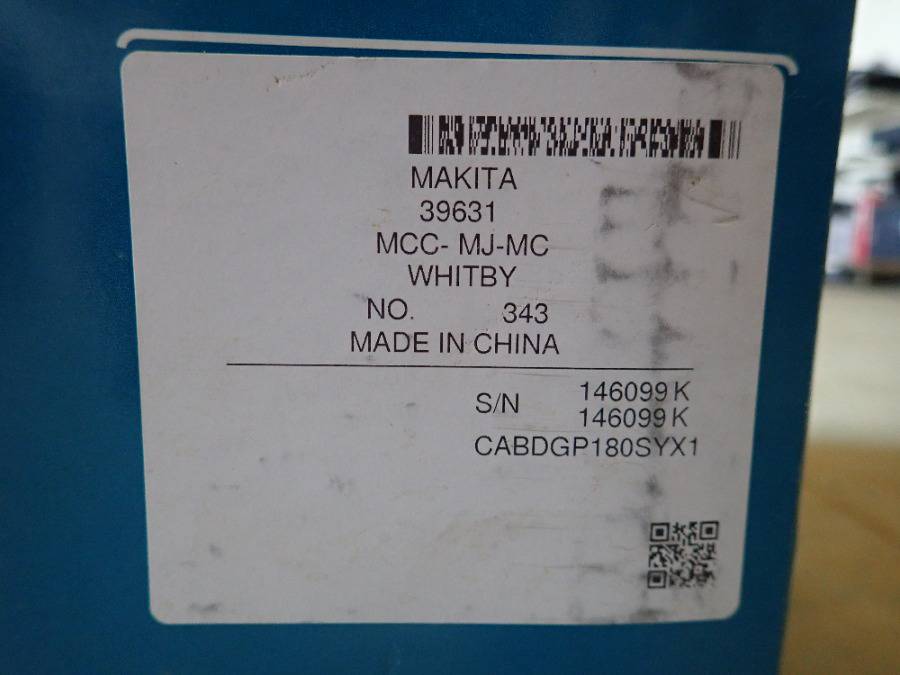 MAKITA
39631
MCC- MJ-MC
WHITBY
NO. 343
MADE IN CHINA
S/N 146099 K
146099 K
CABDGP180SYX1